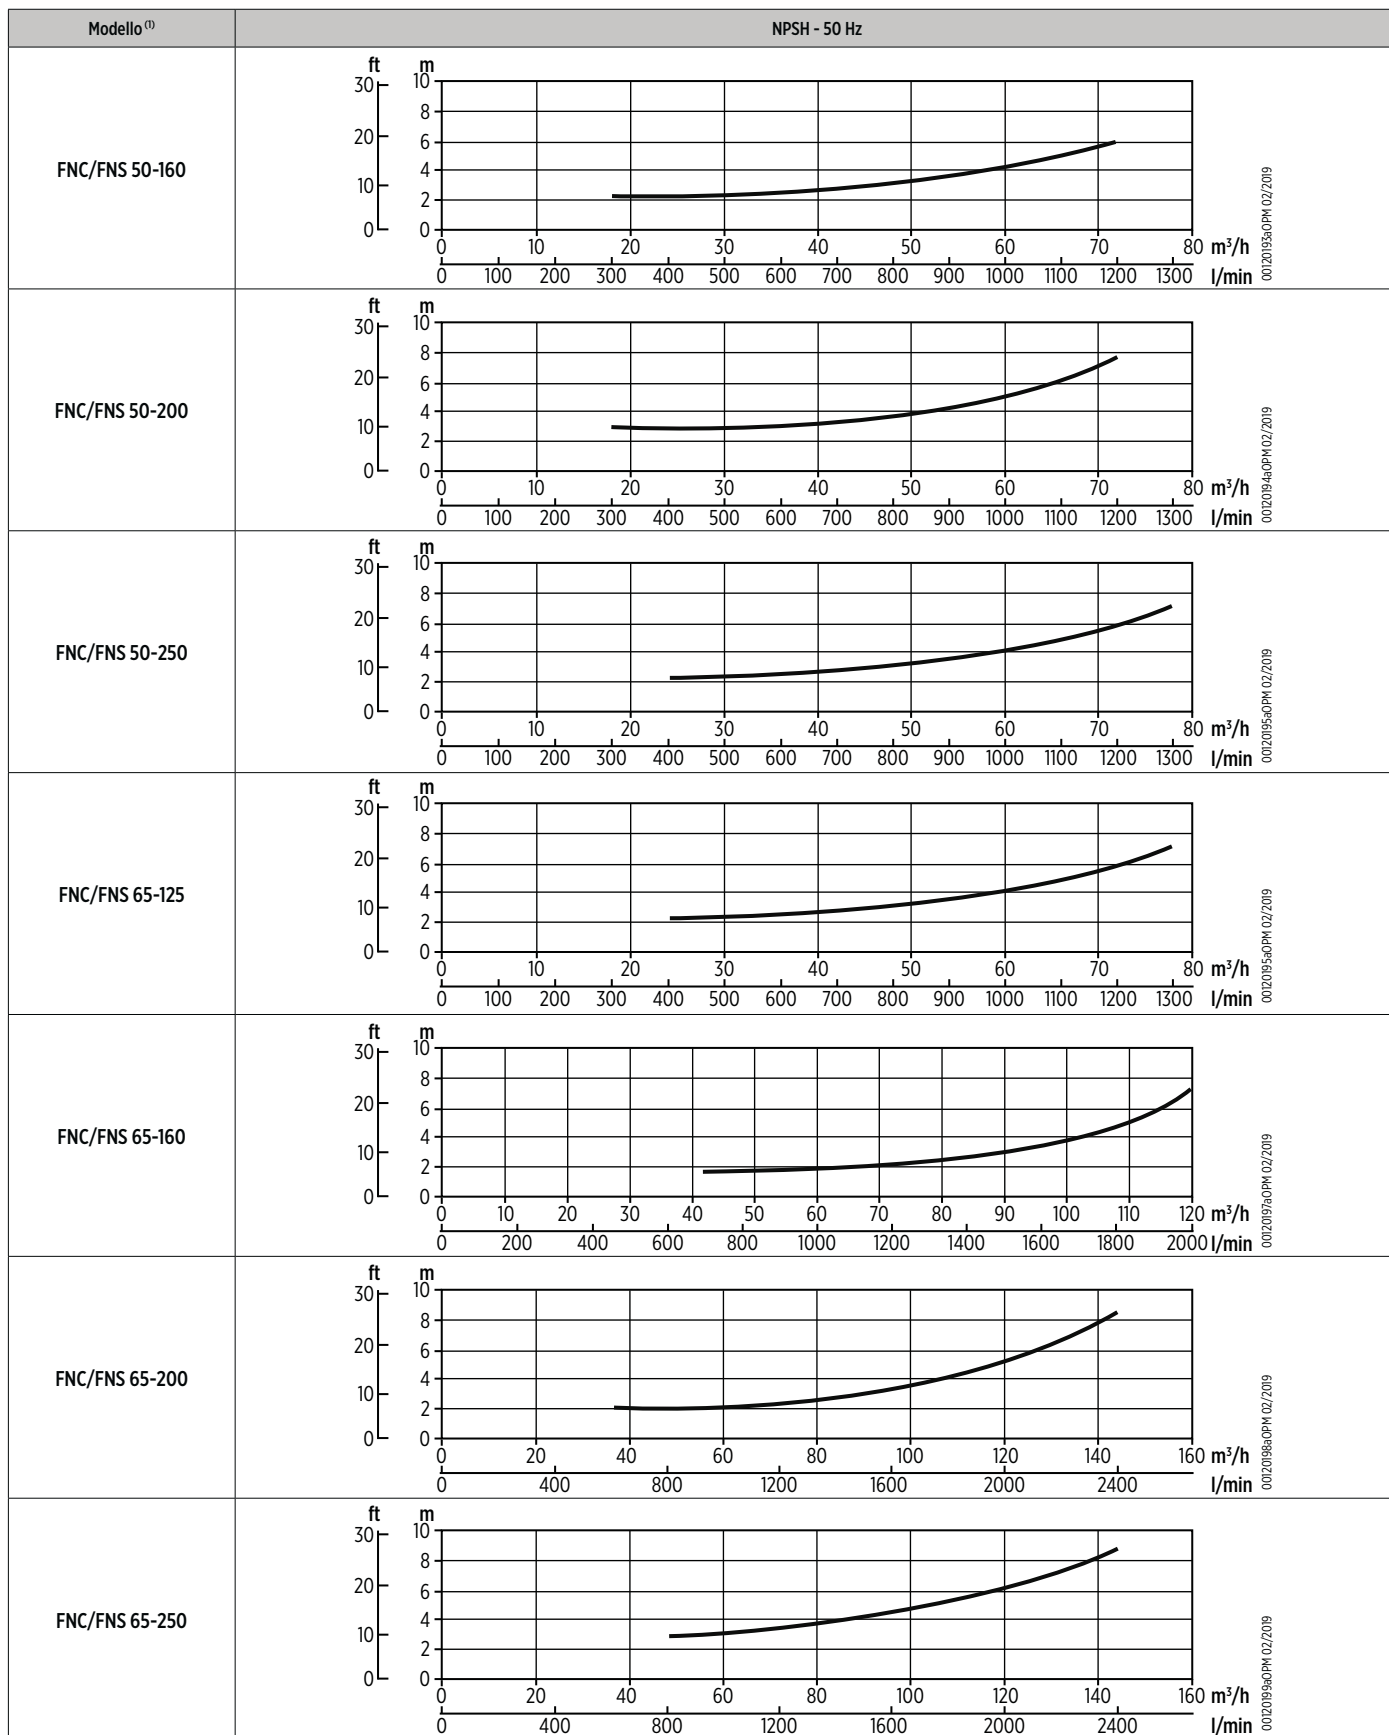 Modello (1) NPSH - 50 Hz
ft m
30 10
8
20 6
4
10 2
0 0
FNC/FNS 50-160
0 10 20 30 40 50 60 70 80 m³/h
0 100 200 300 400 500 600 700 800 900 1000 1100 1200 1300 l/min
00120193aOPM 02/2019
ft m
30 10
8
20 6
4
10 2
0 0
FNC/FNS 50-200
0 10 20 30 40 50 60 70 80 m³/h
0 100 200 300 400 500 600 700 800 900 1000 1100 1200 1300 l/min
00120194aOPM 02/2019
ft m
30 10
8
20 6
4
10 2
0 0
FNC/FNS 50-250
0 10 20 30 40 50 60 70 80 m³/h
0 100 200 300 400 500 600 700 800 900 1000 1100 1200 1300 l/min
00120195aOPM 02/2019
ft m
30 10
8
20 6
4
10 2
0 0
FNC/FNS 65-125
0 10 20 30 40 50 60 70 80 m³/h
0 100 200 300 400 500 600 700 800 900 1000 1100 1200 1300 l/min
00120195aOPM 02/2019
ft m
30 10
8
20 6
4
10 2
0 0
FNC/FNS 65-160
0 10 20 30 40 50 60 70 80 90 100 110 120 m³/h
0 200 400 600 800 1000 1200 1400 1600 1800 2000 l/min
00120197aOPM 02/2019
ft m
30 10
8
20 6
4
10 2
0 0
FNC/FNS 65-200
0 20 40 60 80 100 120 140 160 m³/h
0 400 800 1200 1600 2000 2400 l/min
00120198aOPM 02/2019
ft m
30 10
8
20 6
4
10 2
0 0
FNC/FNS 65-250
0 20 40 60 80 100 120 140 160 m³/h
0 400 800 1200 1600 2000 2400 l/min
00120199aOPM 02/2019